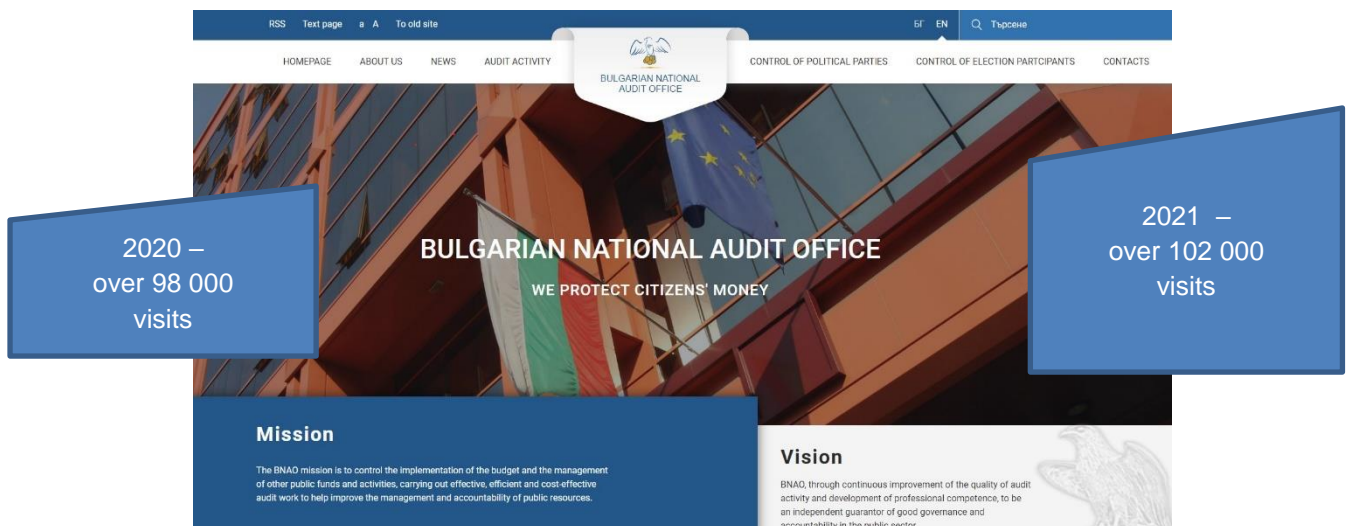 RSS Text page a A To old site
БГ EN Търсене
HOMEPAGE ABOUT US NEWS AUDIT ACTIVITY
BULGARIAN NATIONAL
AUDIT OFFICE
CONTROL OF POLITICAL PARTIES CONTROL OF ELECTION PARTCIPANTS CONTACTS
2020 –
over 98 000
visits
BULGARIAN NATIONAL AUDIT OFFICE
WE PROTECT CITIZENS' MONEY
2021 –
over 102 000
visits
Mission
The BNAO mission is to control the implementation of the budget and the management
of other public funds and activities, carrying out effective, efficient and cost-effective
audit work to help improve the management and accountability of public resources.
Vision
BNAO, through continuous improvement of the quality of audit
activity and development of professional competence, to be
an independent guarantor of good governance and
accountability in the public sector